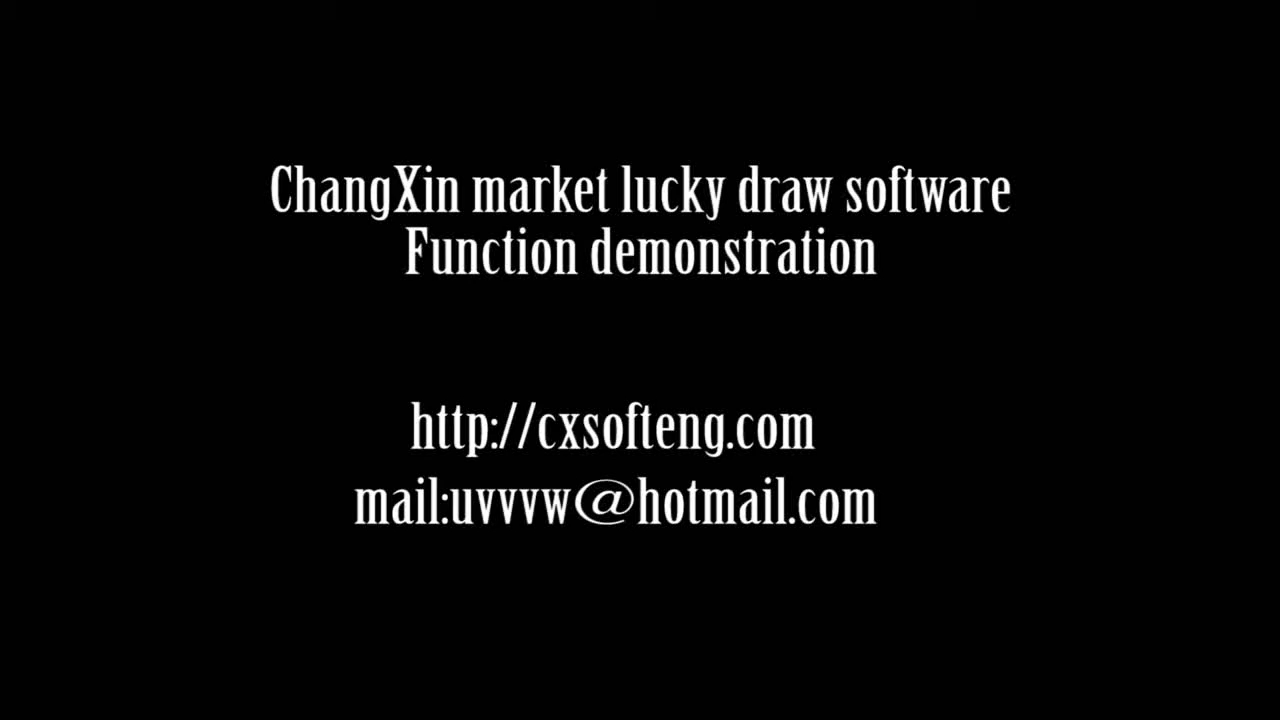 ChangXin market lucky draw software
Function demonstration
http://cxsofteng.com
mail:uvvvw@hotmail.com